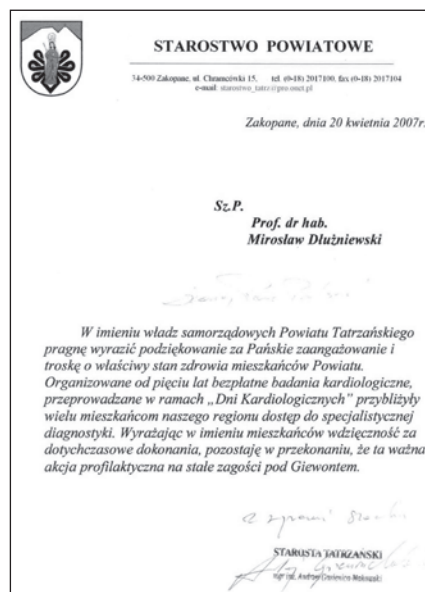 STAROSTWO POWIATOWE
34-500 Zakopane, ul. Chramcówki 15, tel. (0-18) 2017100, fax (0-18) 2017104
e-mail: starostwo_tatrz@pro.onet.pl
Zakopane, dnia 20 kwietnia 2007r.
Sz.P.
Prof. dr hab.
Mirosław Dłużniewski
W imieniu władz samorządowych Powiatu Tatrzańskiego
pragnę wyrazić podziękowanie za Pańskie zaangażowanie i
troskę o właściwy stan zdrowia mieszkańców Powiatu.
Organizowane od pięciu lat bezpłatne badania kardiologiczne,
przeprowadzane w ramach „Dni Kardiologicznych” przybliżyły
wielu mieszkańcom naszego regionu dostęp do specjalistycznej
diagnostyki. Wyrażając w imieniu mieszkańców wdzięczność za
dotychczasowe dokonania, pozostaję w przekonaniu, że ta ważna
akcja profilaktyczna na stałe zagości pod Giewontem.
STAROSTA TATRZAŃSKI
mgr inż. Andrzej Makowski